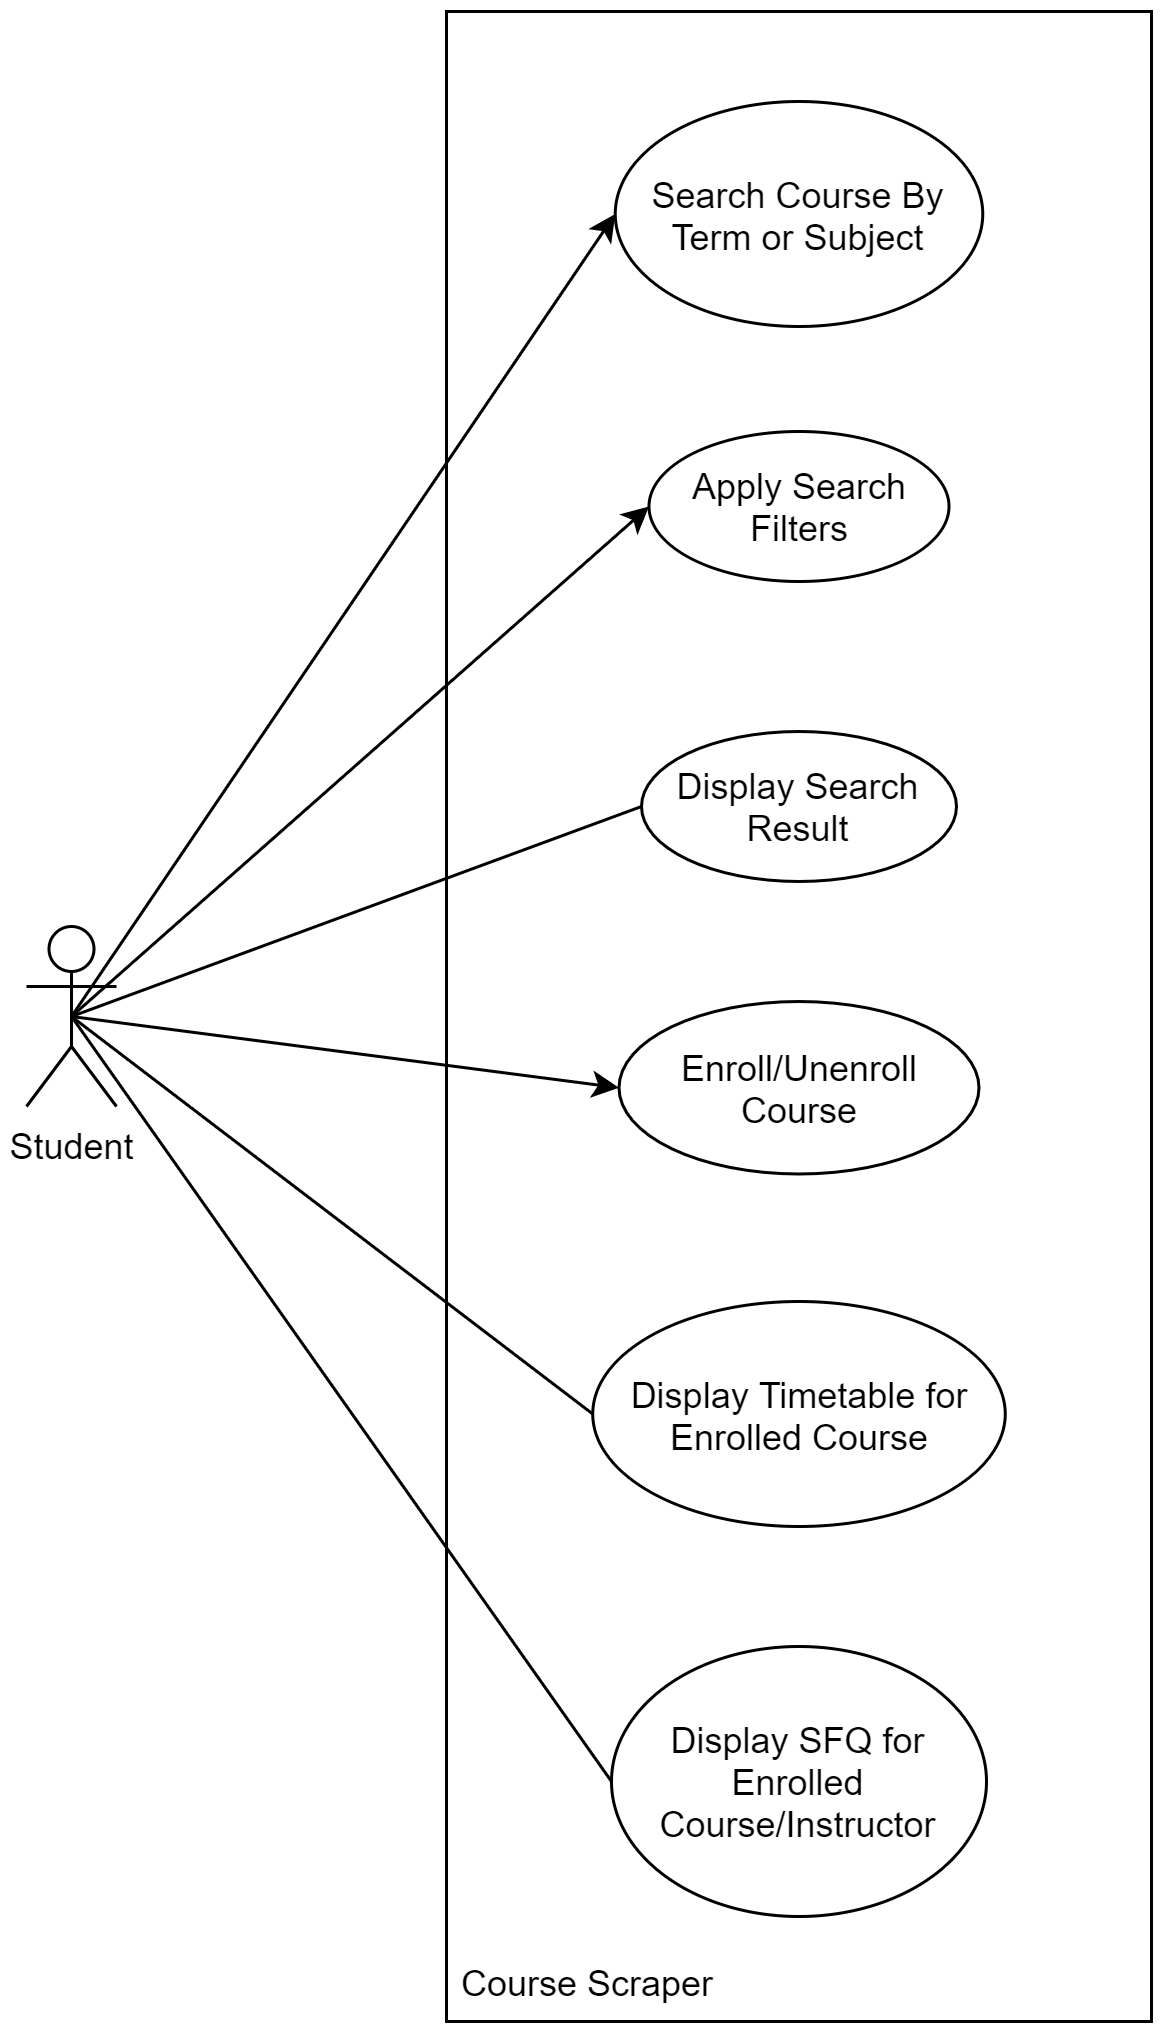 Search Course By
Term or Subject
Apply Search
Filters
Display Search
Result
Enroll/Unenroll
Course
Student
Display Timetable for
Enrolled Course
Display SFQ for
Enrolled
Course/Instructor
Course Scraper